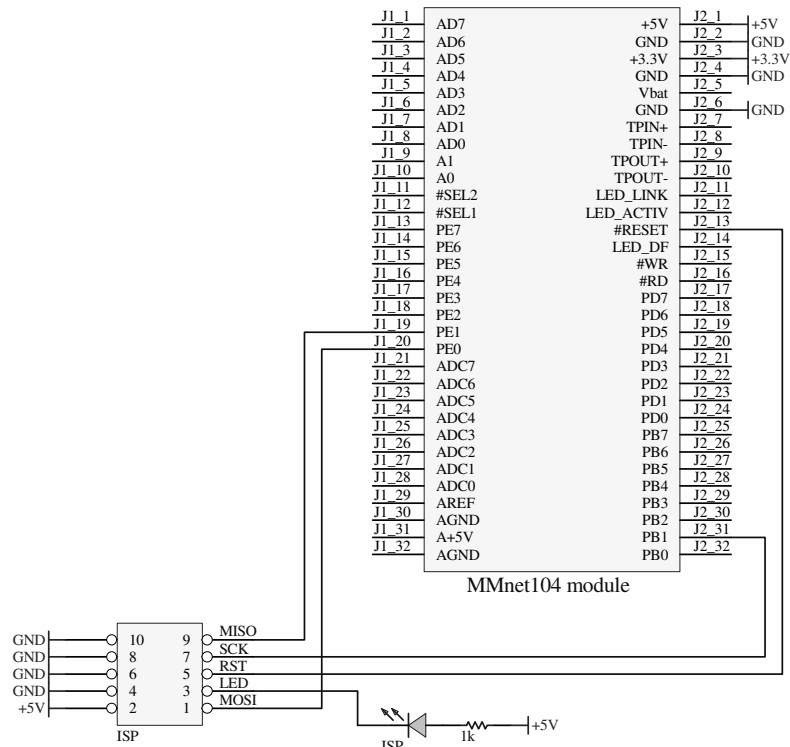 J1_1 AD7 +5V J2_1 +5V
J1_2 AD6 GND J2_2 GND
J1_3 AD5 +3.3V J2_3 +3.3V
J1_4 AD4 GND J2_4 GND
J1_5 AD3 Vbat J2_5
J1_6 AD2 GND J2_6 GND
J1_7 AD1 TPIN+ J2_7
J1_8 AD0 TPIN- J2_8
J1_9 A1 TPOUT+ J2_9
J1_10 A0 TPOUT- J2_10
J1_11 #SEL2 LED_LINK J2_11
J1_12 #SEL1 LED_ACTIV J2_12
J1_13 PE7 #RESET J2_13
J1_14 PE6 LED_DF J2_14
J1_15 PE5 #WR J2_15
J1_16 PE4 #RD J2_16
J1_17 PE3 PD7 J2_17
J1_18 PE2 PD6 J2_18
J1_19 PE1 PD5 J2_19
J1_20 PE0 PD4 J2_20
J1_21 ADC7 PD3 J2_21
J1_22 ADC6 PD2 J2_22
J1_23 ADC5 PD1 J2_23
J1_24 ADC4 PD0 J2_24
J1_25 ADC3 PB7 J2_25
J1_26 ADC2 PB6 J2_26
J1_27 ADC1 PB5 J2_27
J1_28 ADC0 PB4 J2_28
J1_29 AREF PB3 J2_29
J1_30 AGND PB2 J2_30
J1_31 A+5V PB1 J2_31
J1_32 AGND PB0 J2_32
MMnet104 module
GND 10 9 MISO
GND 8 7 SCK
GND 6 5 RST
GND 4 3 LED
+5V 2 1 MOSI
ISP
ISP 1k +5V